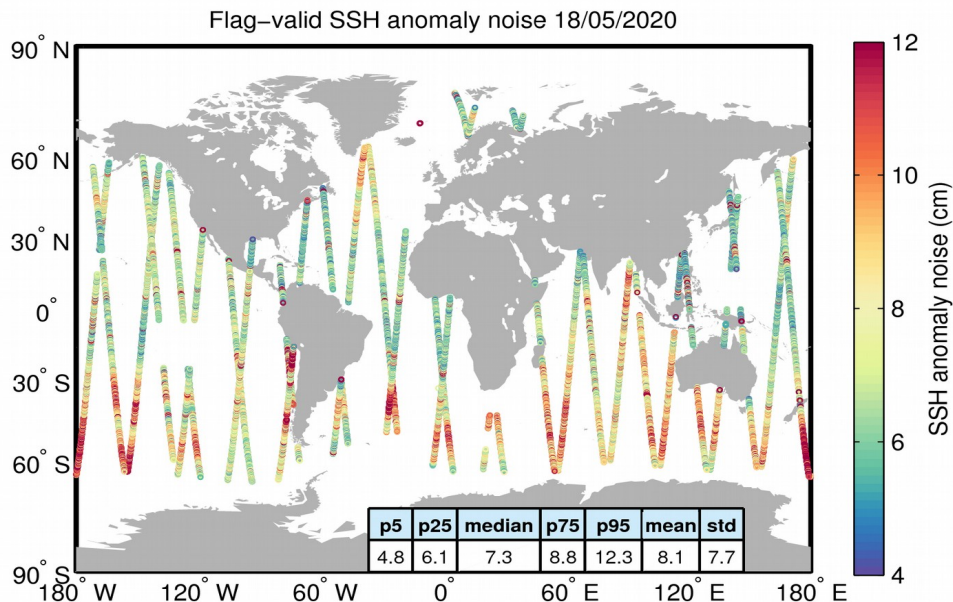 Flag−valid SSH anomaly noise 18/05/2020
90° N
60° N
30° N
0°
30° S
60° S
90° S
180° W
120° W
60° W
0°
60° E
120° E
180° E
p5 p25 median p75 p95 mean std
4.8 6.1 7.3 8.8 12.3 8.1 7.7
12
10
8
6
4
SSH anomaly noise (cm)